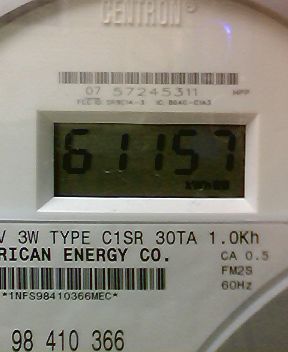 CENTRON®
07 57245311
61157
kWh
V 3W TYPE C1SR 30TA 1.0Kh
RICAN ENERGY CO. CA 0.5
FM2S
*1NFS98410366MEC* 60Hz
98 410 366